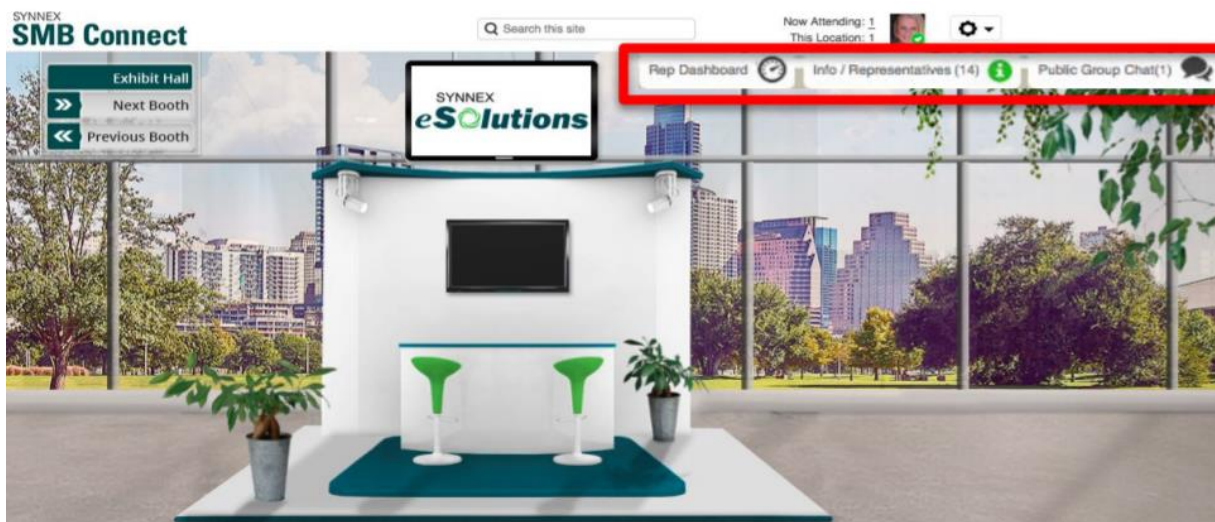 SYNNEX
SMB Connect
Search this site
Now Attending: 1
This Location: 1
Exhibit Hall
Next Booth
Previous Booth
SYNNEX
eSolutions
Rep Dashboard
Info / Representatives (14)
Public Group Chat(1)